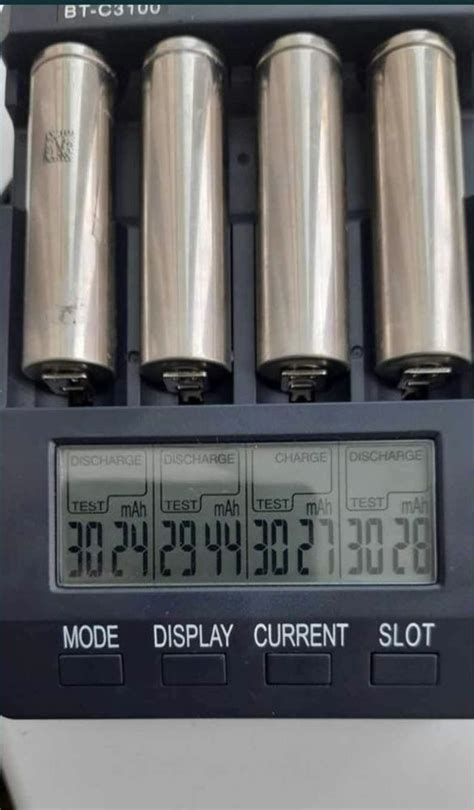 BT-C3100
DISCHARGE DISCHARGE CHARGE DISCHARGE
TEST mAh TEST mAh TEST mAh TEST mAh
3024 2944 3027 3028
MODE DISPLAY CURRENT SLOT